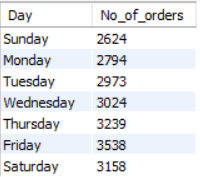 Day No_of_orders
Sunday 2624
Monday 2794
Tuesday 2973
Wednesday 3024
Thursday 3239
Friday 3538
Saturday 3158